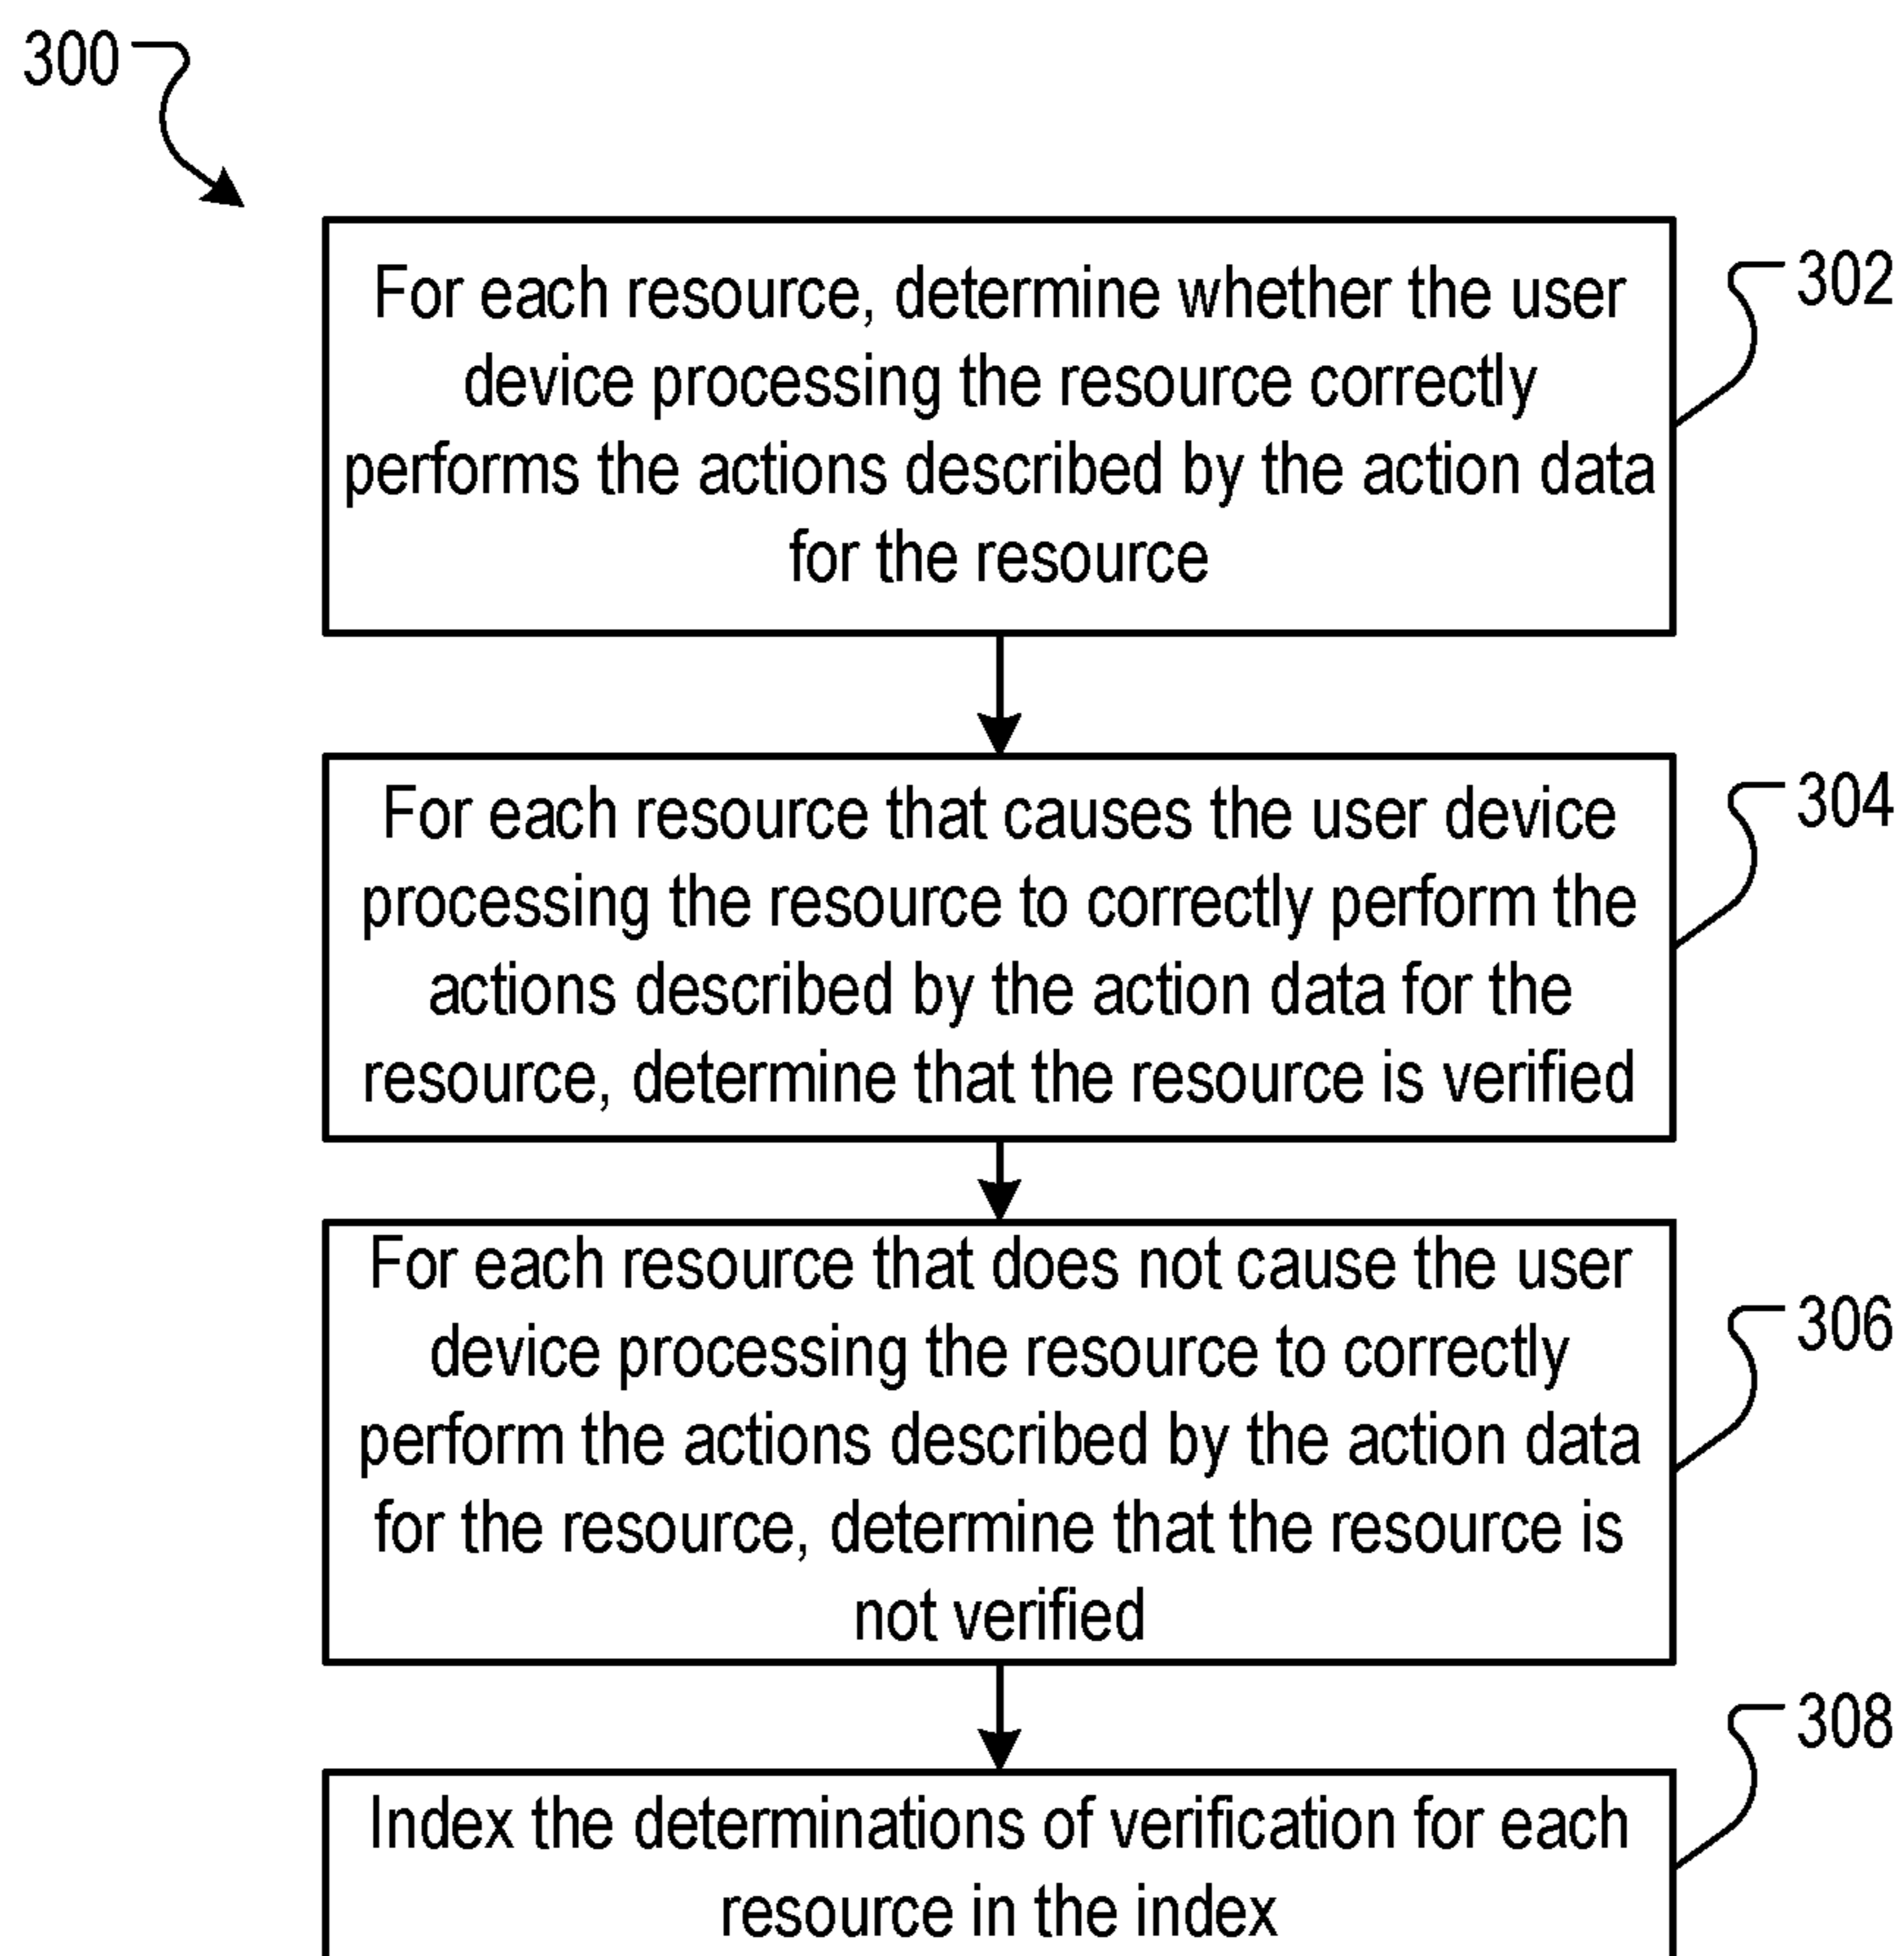 300
For each resource, determine whether the user
device processing the resource correctly
performs the actions described by the action data
for the resource
302
For each resource that causes the user device
processing the resource to correctly perform the
actions described by the action data for the
resource, determine that the resource is verified
304
For each resource that does not cause the user
device processing the resource to correctly
perform the actions described by the action data
for the resource, determine that the resource is
not verified
306
Index the determinations of verification for each
resource in the index
308